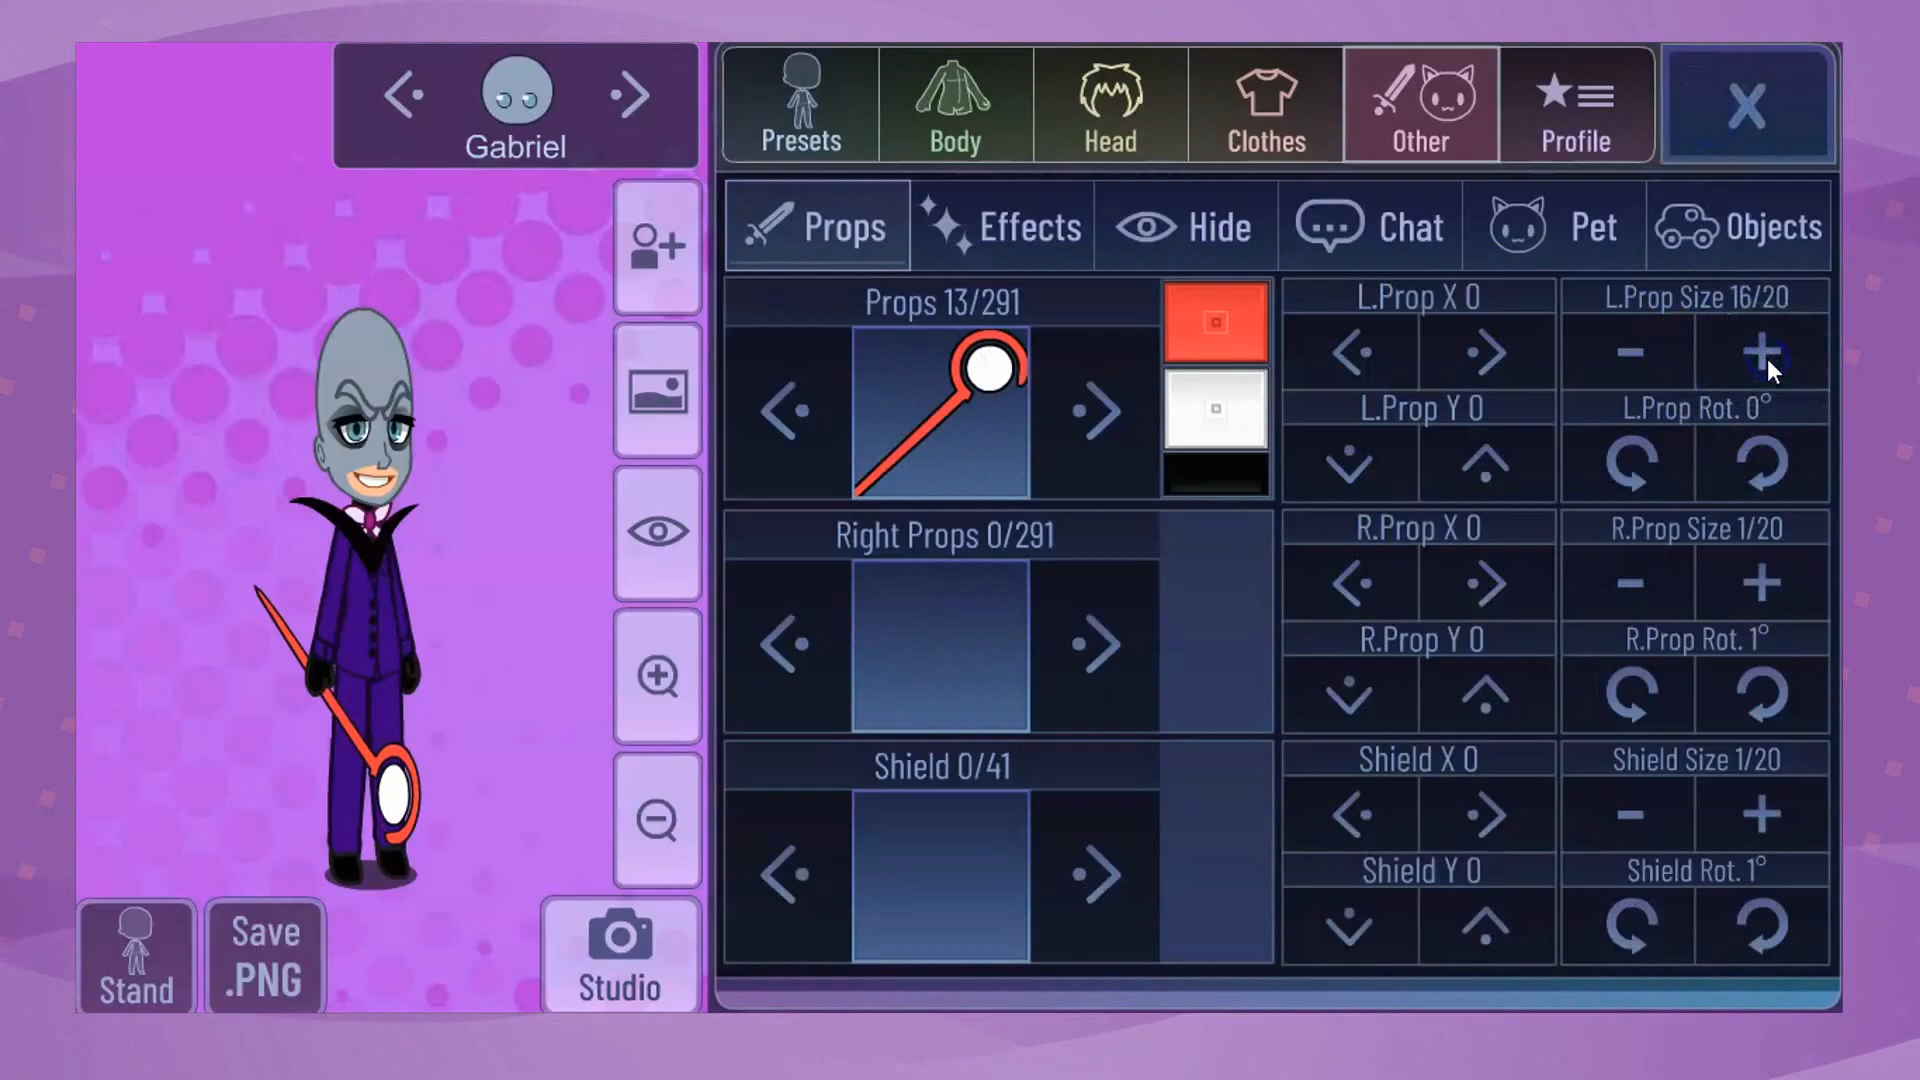 Gabriel
Presets
Body
Head
Clothes
Other
Profile
X
Props
Effects
Hide
Chat
Pet
Objects
Props 13/291
L.Prop X 0
L.Prop Size 16/20
L.Prop Y 0
L.Prop Rot. 0°
Right Props 0/291
R.Prop X 0
R.Prop Size 1/20
R.Prop Y 0
R.Prop Rot. 1°
Shield 0/41
Shield X 0
Shield Size 1/20
Shield Y 0
Shield Rot. 1°
Stand
Save
.PNG
Studio